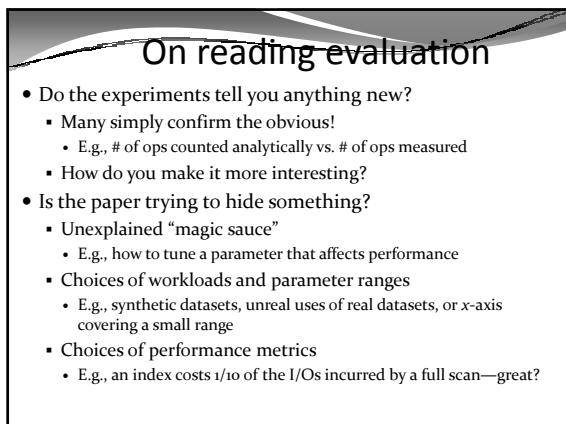 On reading evaluation
• Do the experiments tell you anything new?
▪ Many simply confirm the obvious!
• E.g., # of ops counted analytically vs. # of ops measured
▪ How do you make it more interesting?
• Is the paper trying to hide something?
▪ Unexplained “magic sauce”
• E.g., how to tune a parameter that affects performance
▪ Choices of workloads and parameter ranges
• E.g., synthetic datasets, unreal uses of real datasets, or x-axis
covering a small range
▪ Choices of performance metrics
• E.g., an index costs 1/10 of the I/Os incurred by a full scan—great?